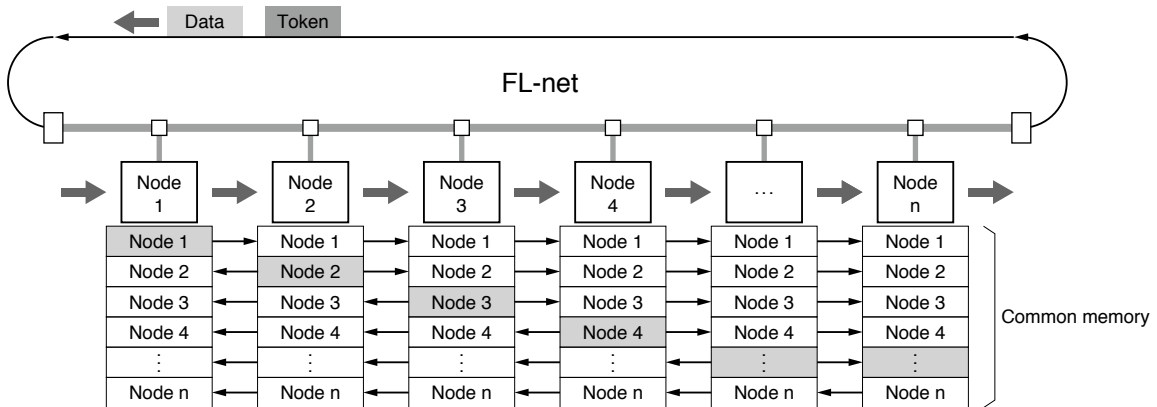 Data Token
FL-net
Node 1 Node 2 Node 3 Node 4 ... Node n
Node 1 Node 1 Node 1 Node 1 Node 1 Node 1
Node 2 Node 2 Node 2 Node 2 Node 2 Node 2
Node 3 Node 3 Node 3 Node 3 Node 3 Node 3
Common memory
Node 4 Node 4 Node 4 Node 4 Node 4 Node 4
⋮ ⋮ ⋮ ⋮ ⋮ ⋮
Node n Node n Node n Node n Node n Node n